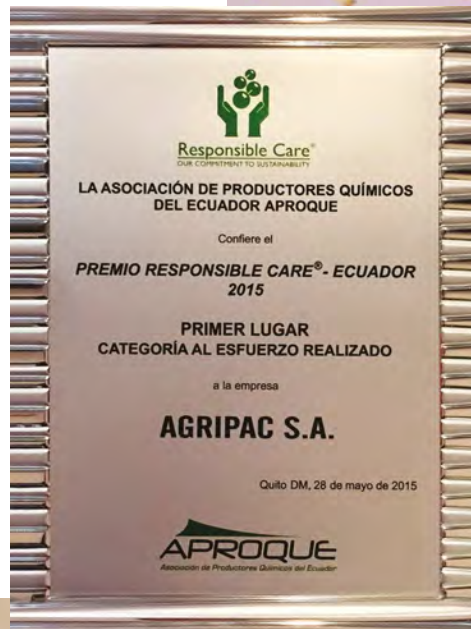 Responsible Care®
OUR COMMITMENT TO SUSTAINABILITY
LA ASOCIACIÓN DE PRODUCTORES QUÍMICOS
DEL ECUADOR APROQUE
Confiere el
PREMIO RESPONSIBLE CARE®- ECUADOR
2015
PRIMER LUGAR
CATEGORÍA AL ESFUERZO REALIZADO
a la empresa
AGRIPAC S.A.
Quito DM, 28 de mayo de 2015
APROQUE
Asociación de Productores Químicos del Ecuador